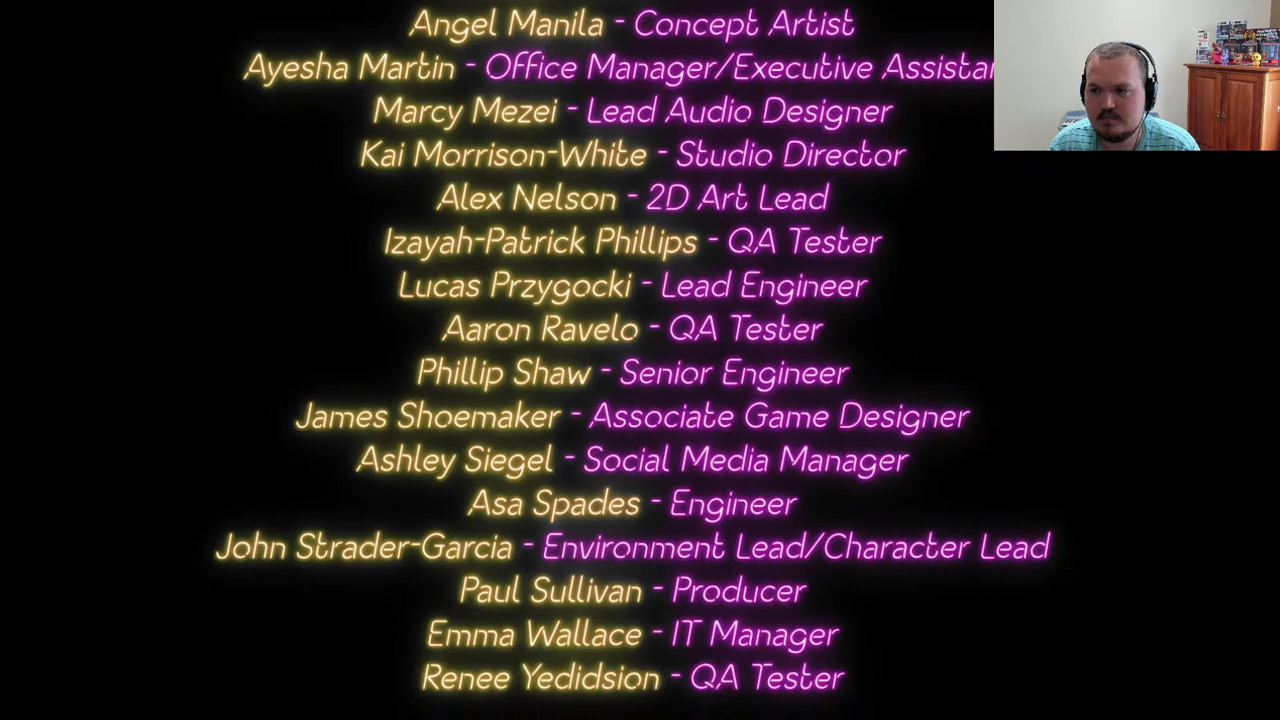 Angel Manila - Concept Artist
Ayesha Martin - Office Manager/Executive
Marcy Mezei - Lead Audio Designer
Kai Morrison-White - Studio Director
Alex Nelson - 2D Art Lead
Izayah-Patrick Phillips - QA Tester
Lucas Przygocki - Lead Engineer
Aaron Ravelo - QA Tester
Phillip Shaw - Senior Engineer
James Shoemaker - Associate Game Designer
Ashley Siegel - Social Media Manager
Asa Spades - Engineer
John Strader-Garcia - Environment Lead/Character Lead
Paul Sullivan - Producer
Emma Wallace - IT Manager
Renee Yedidsion - QA Tester